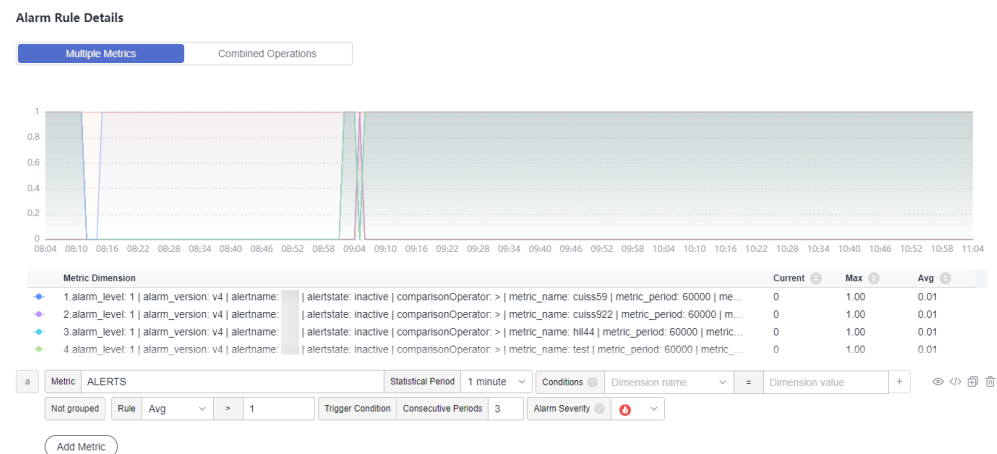 Alarm Rule Details
Multiple Metrics Combined Operations
1
0.8
0.6
0.4
0.2
0
08:04 08:10 08:16 08:22 08:28 08:34 08:40 08:46 08:52 08:58 09:04 09:10 09:16 09:22 09:28 09:34 09:40 09:46 09:52 09:58 10:04 10:10 10:16 10:22 10:28 10:34 10:40 10:46 10:52 10:58 11:04
Metric Dimension Current Max Avg
1.alarm_level: 1 | alarm_version: v4 | alertname: | alertstate: inactive | comparisonOperator: > | metric_name: cuiss59 | metric_period: 60000 | me... 0 1.00 0.01
2.alarm_level: 1 | alarm_version: v4 | alertname: | alertstate: inactive | comparisonOperator: > | metric_name: cuiss922 | metric_period: 60000 | m... 0 1.00 0.01
3.alarm_level: 1 | alarm_version: v4 | alertname: | alertstate: inactive | comparisonOperator: > | metric_name: hll44 | metric_period: 60000 | metric... 0 1.00 0.01
4.alarm_level: 1 | alarm_version: v4 | alertname: | alertstate: inactive | comparisonOperator: > | metric_name: test | metric_period: 60000 | metric_... 0 1.00 0.01
a Metric ALERTS Statistical Period 1 minute Conditions ? Dimension name = Dimension value + </>
Not grouped Rule Avg > 1 Trigger Condition Consecutive Periods 3 Alarm Severity ?
Add Metric